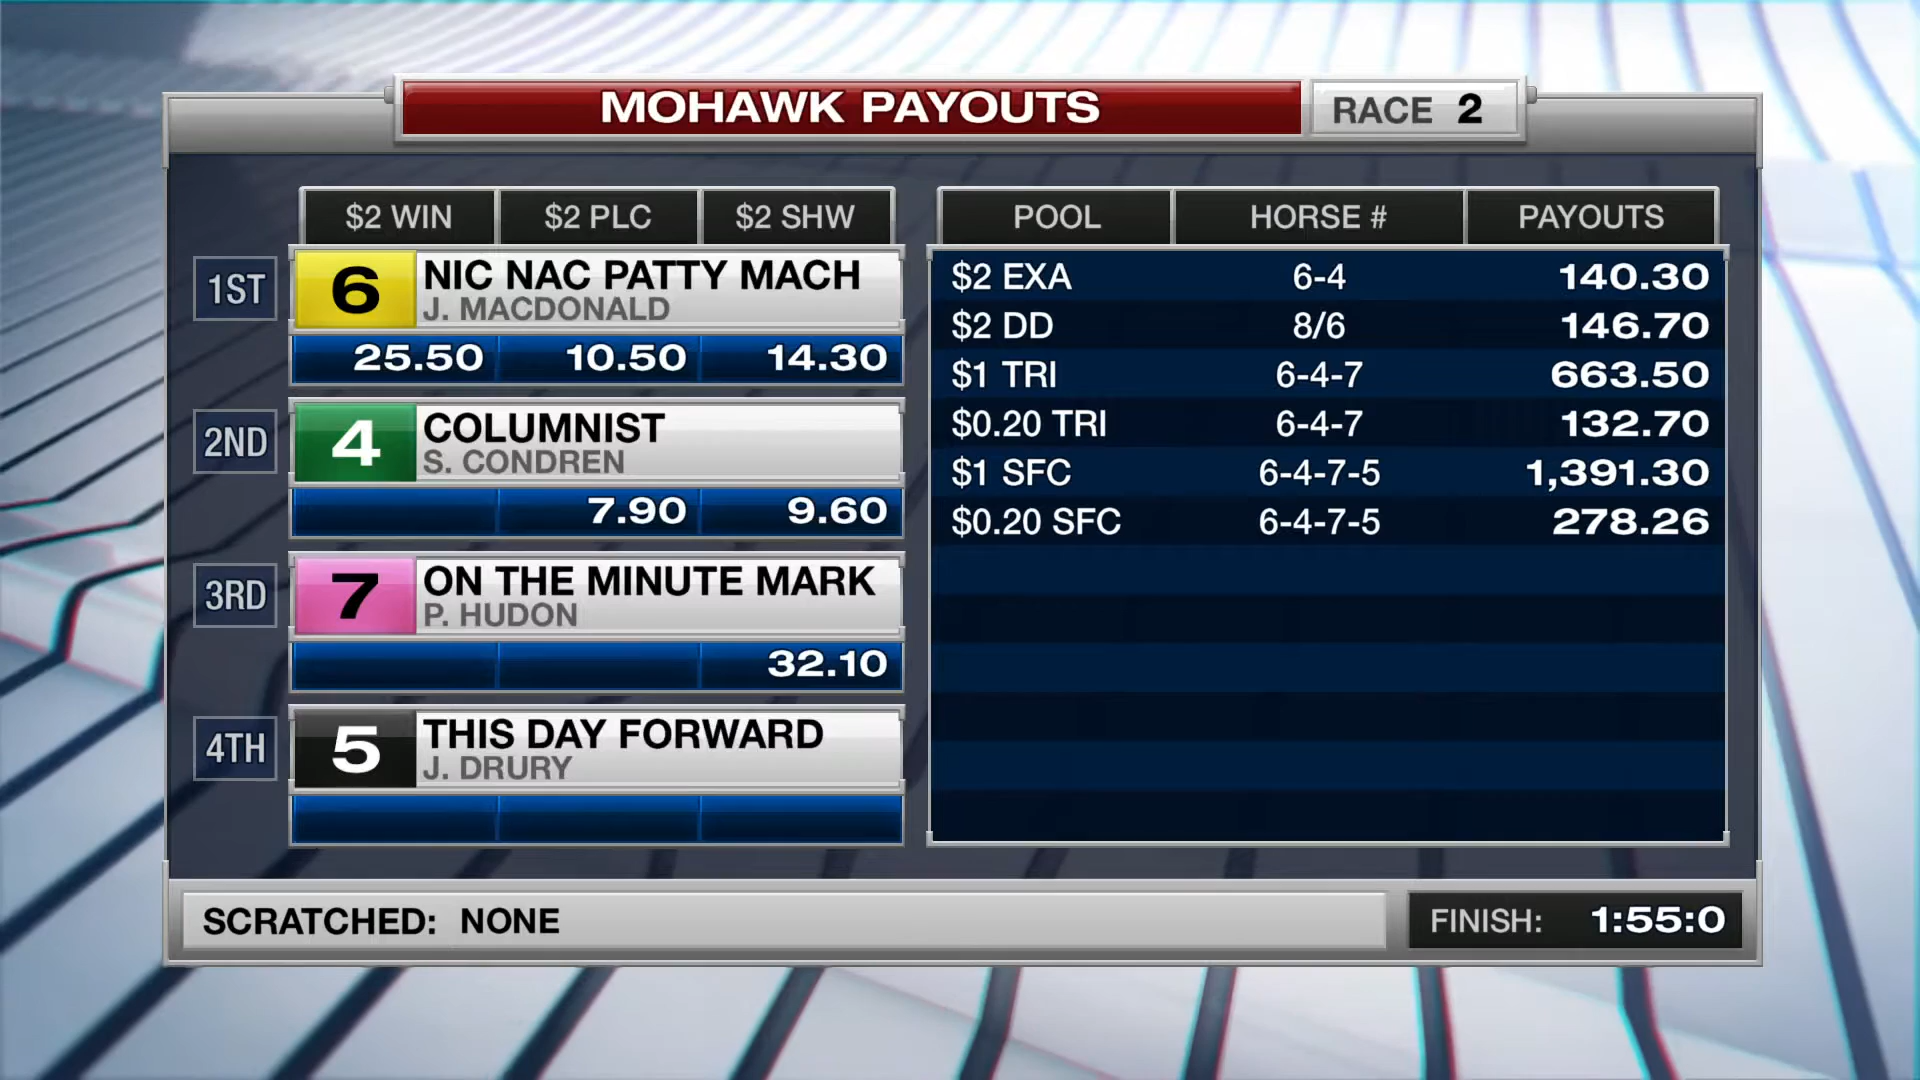 MOHAWK PAYOUTS
RACE 2
$2 WIN $2 PLC $2 SHW
1ST 6 NIC NAC PATTY MACH
J. MACDONALD
25.50 10.50 14.30
2ND 4 COLUMNIST
S. CONDREN
7.90 9.60
3RD 7 ON THE MINUTE MARK
P. HUDON
32.10
4TH 5 THIS DAY FORWARD
J. DRURY
POOL HORSE # PAYOUTS
$2 EXA 6-4 140.30
$2 DD 8/6 146.70
$1 TRI 6-4-7 663.50
$0.20 TRI 6-4-7 132.70
$1 SFC 6-4-7-5 1,391.30
$0.20 SFC 6-4-7-5 278.26
SCRATCHED: NONE
FINISH: 1:55:0